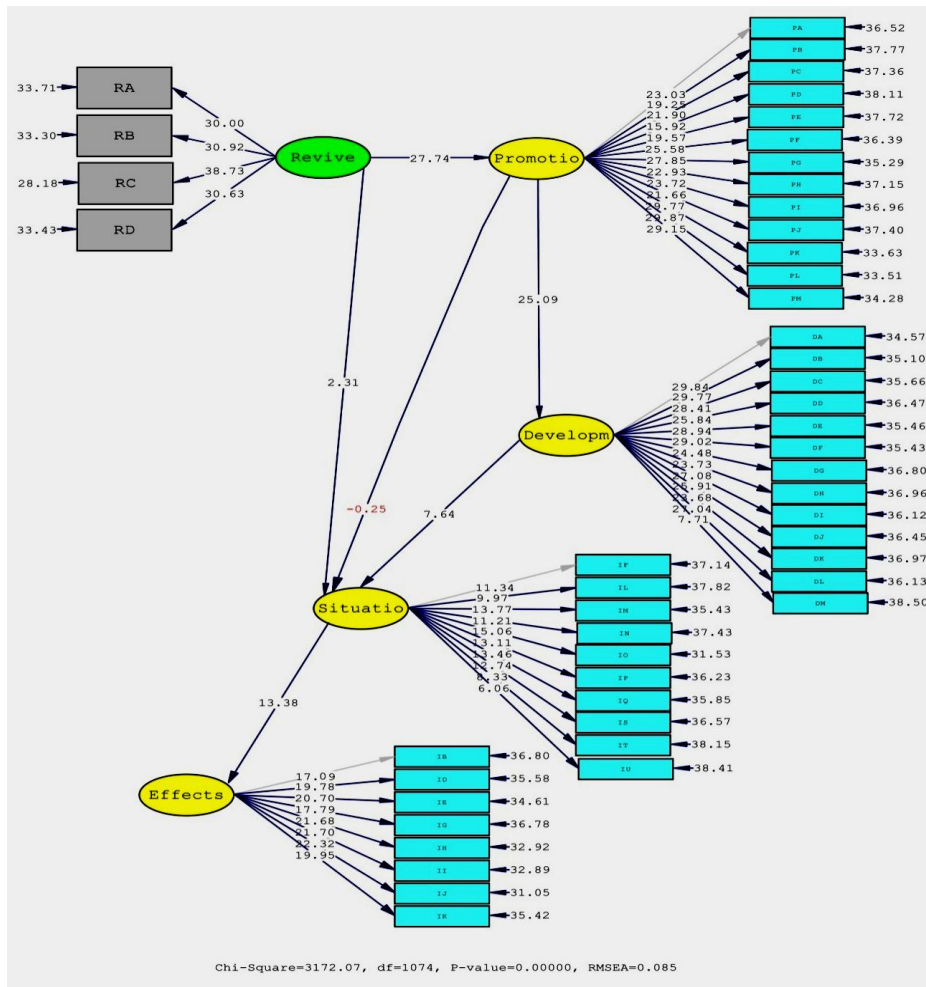 PA
36.52
PB
37.77
PC
37.36
PD
38.11
PE
37.72
PF
36.39
PG
35.29
PH
37.15
PI
36.96
PJ
37.40
PK
33.63
PL
33.51
PM
34.28
33.71
RA
33.30
RB
28.18
RC
33.43
RD
30.00
30.92
38.73
30.63
Revive
27.74
Promotio
23.03
19.25
21.90
15.92
19.57
25.58
27.85
22.93
23.72
21.66
29.87
29.15
25.09
2.31
-0.25
7.64
Developm
29.84
29.77
28.41
25.84
28.94
29.02
24.48
23.73
27.08
25.91
23.68
27.04
7.71
DA
34.57
DB
35.10
DC
35.66
DD
36.47
DE
35.46
DF
35.43
DG
36.80
DH
36.96
DI
36.12
DJ
36.45
DK
36.97
DL
36.13
DM
38.50
Situatio
11.34
9.97
13.77
11.21
15.06
13.11
13.46
12.74
8.33
6.06
37.14
IL
37.82
IM
35.43
IN
37.43
IO
31.53
IP
36.23
IQ
35.85
IS
36.57
IT
38.15
IU
38.41
13.38
Effects
17.09
19.78
20.70
17.79
21.68
21.70
22.32
19.95
IB
36.80
ID
35.58
IE
34.61
IG
36.78
IH
32.92
II
32.89
IJ
31.05
IK
35.42
Chi-Square=3172.07, df=1074, P-value=0.00000, RMSEA=0.085